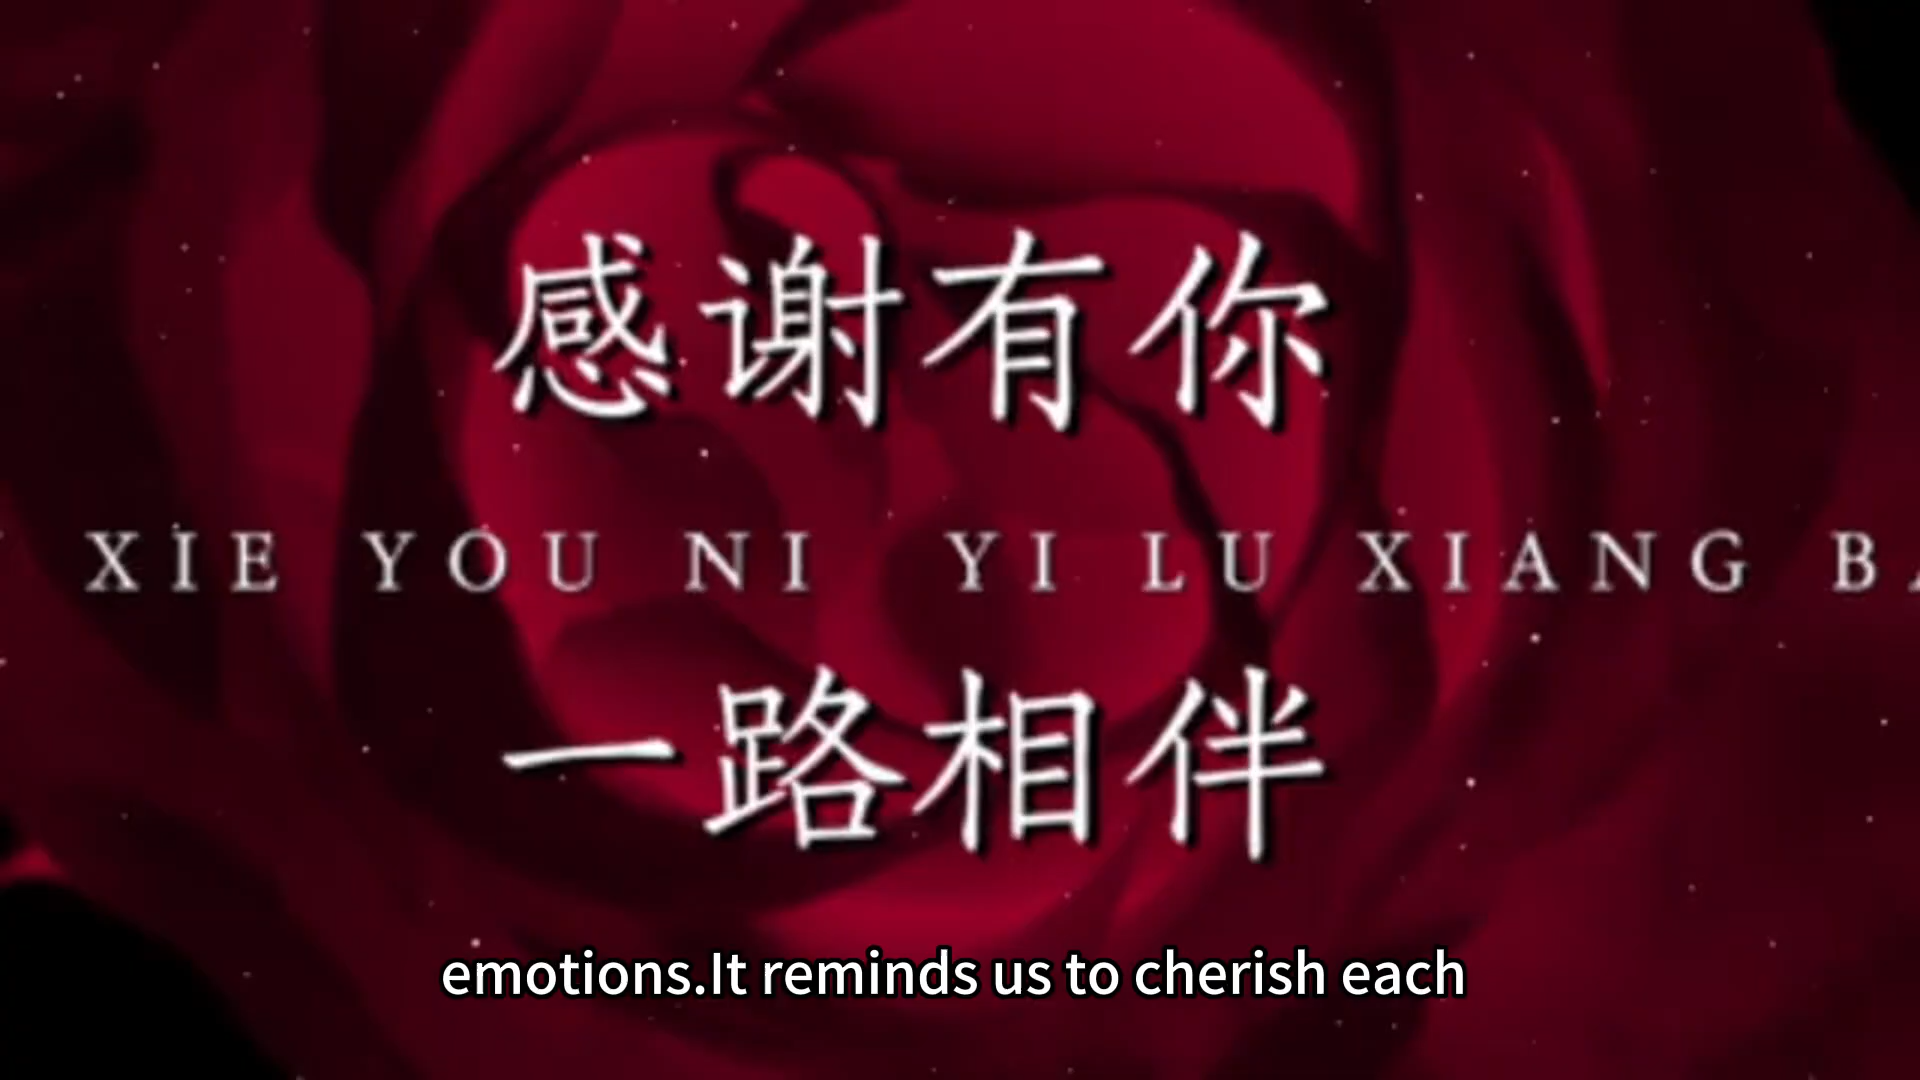 感谢有你
XIE YOU NI YI LU XIANG BA
一路相伴
emotions.It reminds us to cherish each